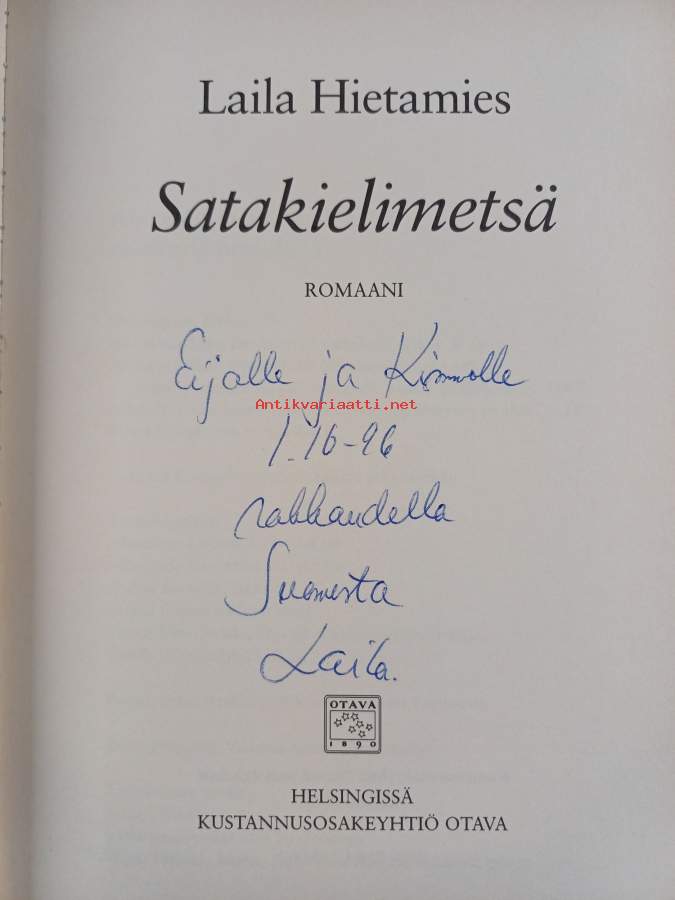 Laila Hietamies
Satakielimetsä
ROMAANI
Eijalle ja Kimmolle
Antikvariaatti.net
1.10-96
rakkaudella
Suomesta
Laila.
OTAVA
1890
HELSINGISSÄ
KUSTANNUSOSAKEYHTIÖ OTAVA